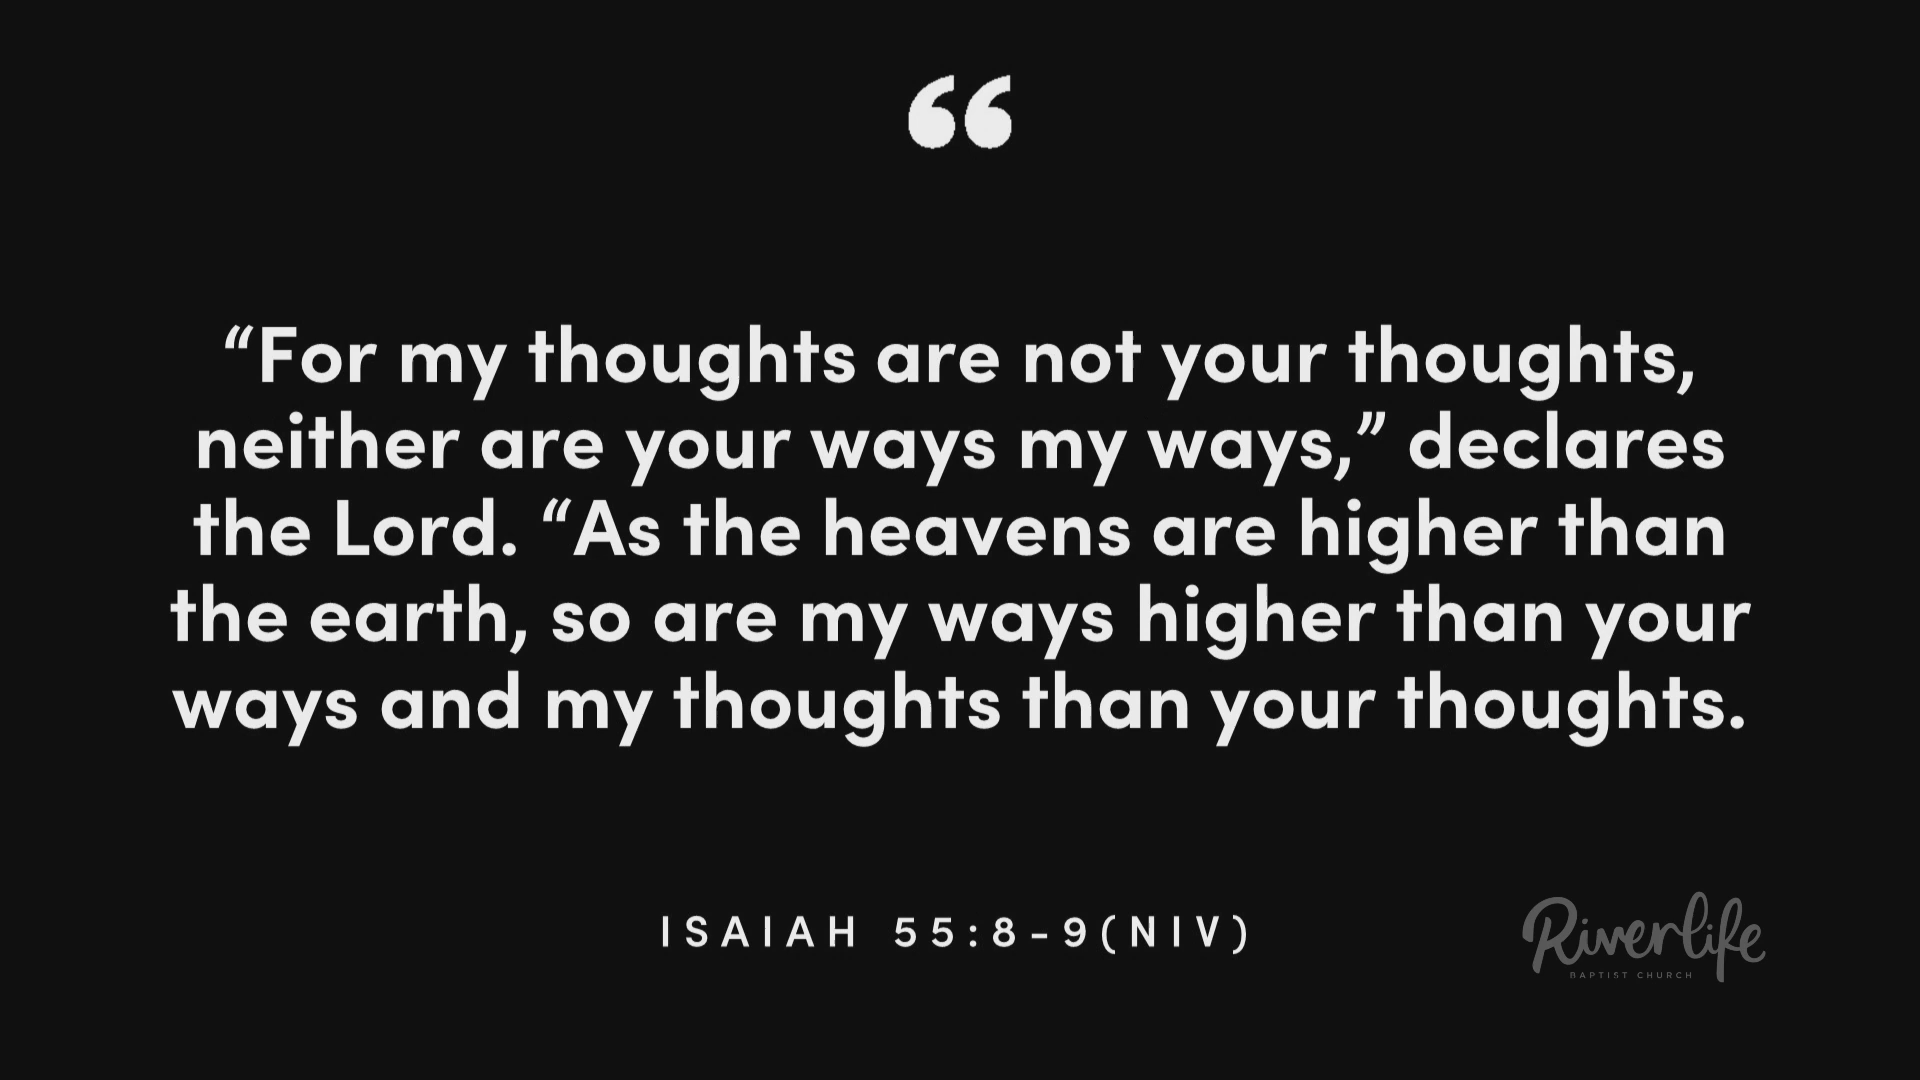 “
“For my thoughts are not your thoughts,
neither are your ways my ways,” declares
the Lord. “As the heavens are higher than
the earth, so are my ways higher than your
ways and my thoughts than your thoughts.
ISAIAH 55:8-9(NIV)
Riverlife
BAPTIST CHURCH